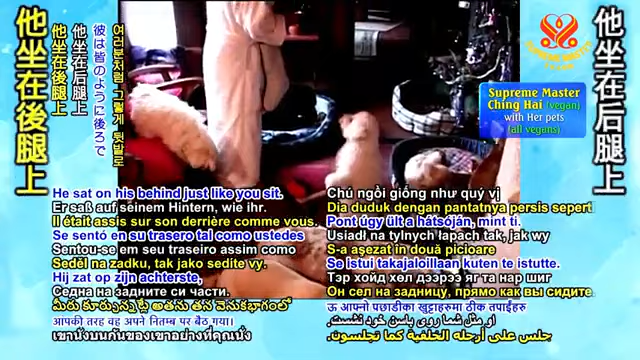 他坐在後腿上
他坐在後腿上
他坐在后腿上
彼は皆のように後ろで
여러분처럼 그렇게 뒷발로
他坐在后腿上
SUPREME MASTER
Supreme Master
Ching Hai (vegan)
with Her pets
(all vegans)
He sat on his behind just like you sit.
Er saß auf seinem Hintern, wie ihr.
Il était assis sur son derrière comme vous.
Se sentó en su trasero tal como ustedes
Sentou-se em seu traseiro assim como
Seděl na zadku, tak jako sedíte vy.
Hij zat op zijn achterste,
Седна на задните си части.
మీరు కూర్చున్నట్లే అతను తన వెనుకభాగంలో
आपकी तरह वह अपने नितम्ब पर बैठ गया।
เขานั่งบนก้นของเขาอย่างที่คุณนั่ง
Chú ngồi giống như quý vị
Dia duduk dengan pantatnya persis seperti
Pont úgy ült a hátsóján, mint ti.
Usiadł na tylnych łapach tak, jak wy
S-a aşezat in două picioare
Se istui takajaloillaan kuten te istutte.
Тэр хойд хөл дээрээ яг та нар шиг
Он сел на задницу, прямо как вы сидите
ऊ आफ्नो पछाडीका खुट्टाहरुमा ठीक तपाईंहरु
او مثل شما روی باسن خود نشست.
جلس على أرجله الخلفية كما تجلسون.